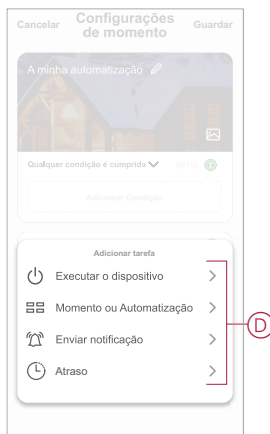 Cancelar
Configurações
de momento
Guardar
A minha automatização
Qualquer condição é cumprida
Adicionar Condição
Adicionar tarefa
Executar o dispositivo
Momento ou Automatização
Enviar notificação
Atraso
D